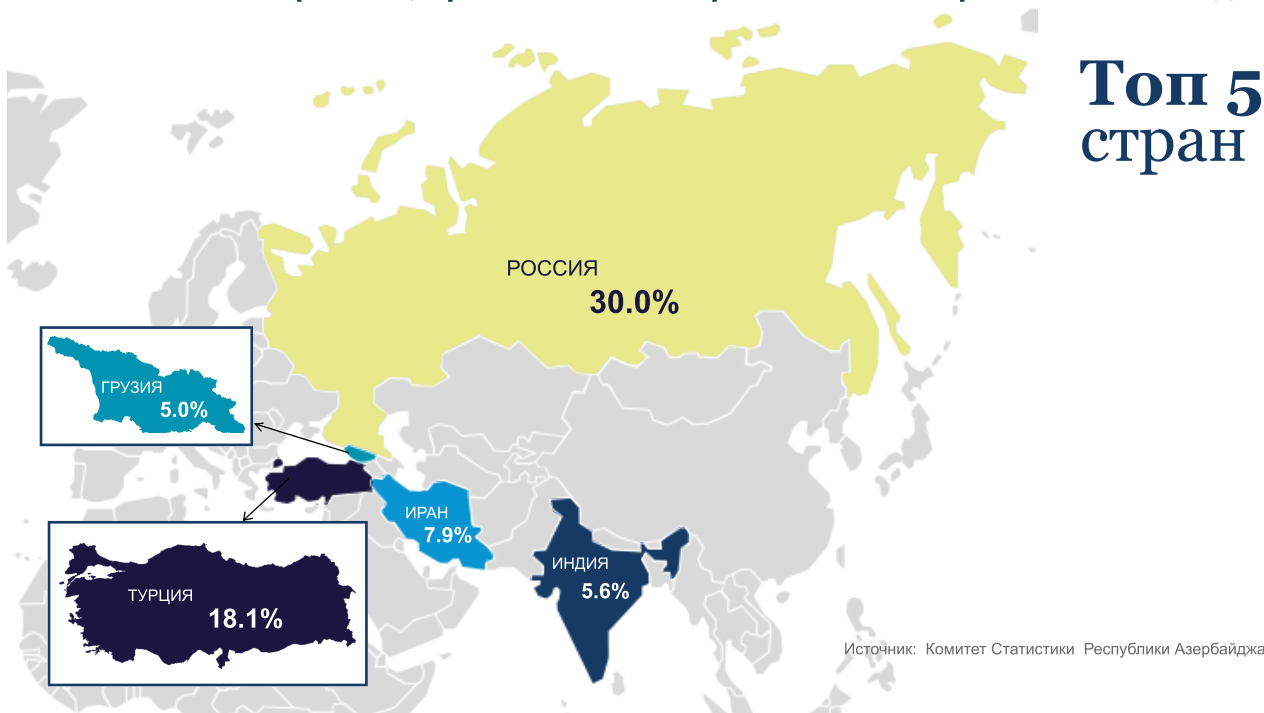 Топ 5
стран
РОССИЯ
30.0%
ГРУЗИЯ
5.0%
ИРАН
7.9%
ИНДИЯ
5.6%
ТУРЦИЯ
18.1%
Источник: Комитет Статистики Республики Азербайджа